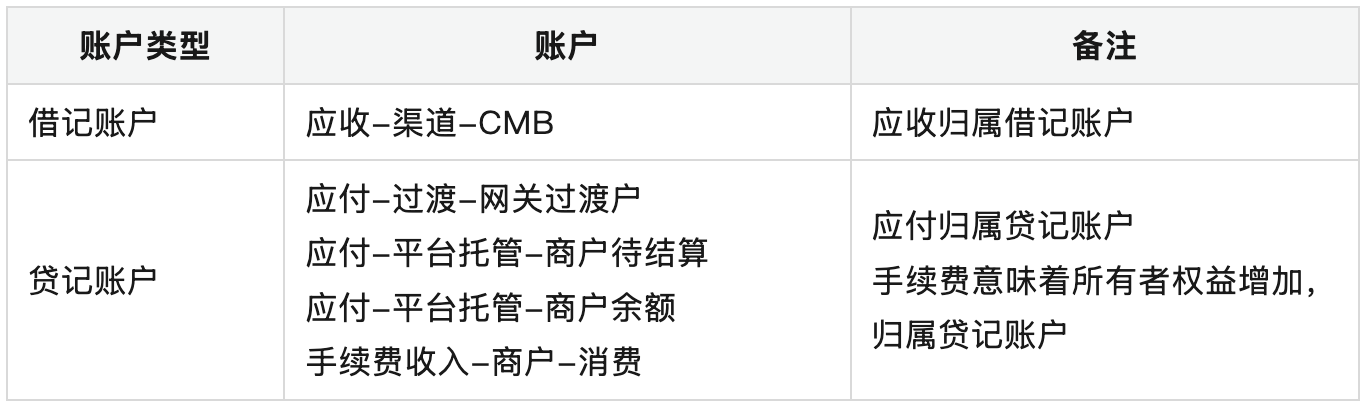 账户类型 账户 备注
借记账户 应收–渠道–CMB 应收归属借记账户
贷记账户
应付–过渡–网关过渡户
应付–平台托管–商户待结算
应付–平台托管–商户余额
手续费收入–商户–消费
应付归属贷记账户
手续费意味着所有者权益增加，
归属贷记账户